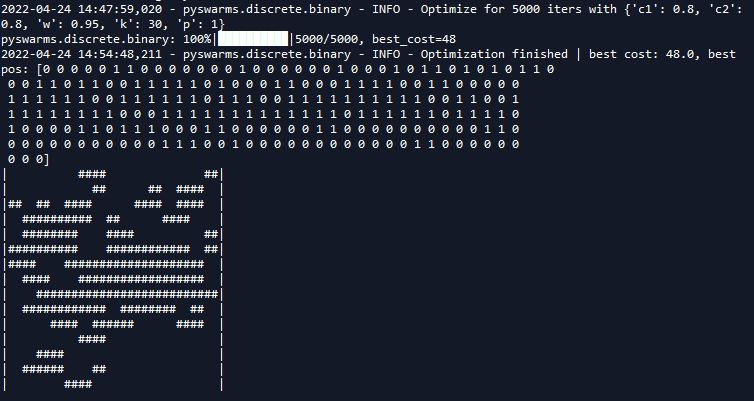 2022-04-24 14:47:59,020 - pyswarms.discrete.binary - INFO - Optimize for 5000 iters with {'c1': 0.8, 'c2':
0.8, 'w': 0.95, 'k': 30, 'p': 1}
pyswarms.discrete.binary: 100%|██████████|5000/5000, best_cost=48
2022-04-24 14:54:48,211 - pyswarms.discrete.binary - INFO - Optimization finished | best cost: 48.0, best
pos: [0 0 0 0 0 1 1 0 0 0 0 0 0 0 1 0 0 0 0 0 0 1 0 0 0 1 0 1 1 0 1 0 1 0 1 1 0
 0 0 1 1 0 1 1 0 0 1 1 1 1 1 0 1 0 0 0 1 1 0 0 0 1 1 1 1 0 0 1 1 0 0 0 0 0
 1 1 1 1 1 1 0 0 1 1 1 1 1 1 0 1 1 1 0 0 1 1 1 1 1 1 1 1 1 1 0 0 1 1 0 0 1
 1 1 1 1 1 1 1 1 0 0 0 1 1 1 1 1 1 1 1 1 1 1 1 1 0 1 1 1 1 1 1 0 1 1 1 1 0
 1 0 0 0 0 1 1 0 1 1 1 0 0 0 1 1 0 0 0 0 0 0 1 1 0 0 0 0 0 0 0 0 0 0 1 1 0
 0 0 0 0 0 0 0 0 0 0 0 1 1 1 0 0 1 0 0 0 0 0 0 0 0 0 0 0 0 1 1 0 0 0 0 0 0
 0 0 0]
|          ####              ##|
|            ##      ##  ####  |
|##  ##  ####      ####  ####  |
|  ##########  ##      ####    |
|  ########    ####          ##|
|##########    ############  ##|
|####    ####################  |
|  ####    ##################  |
|    ##########################|
|  ############  ########  ##  |
|      ####  ######      ####  |
|          ####                |
|    ####                      |
|  ######    ##                |
|        ####                  |